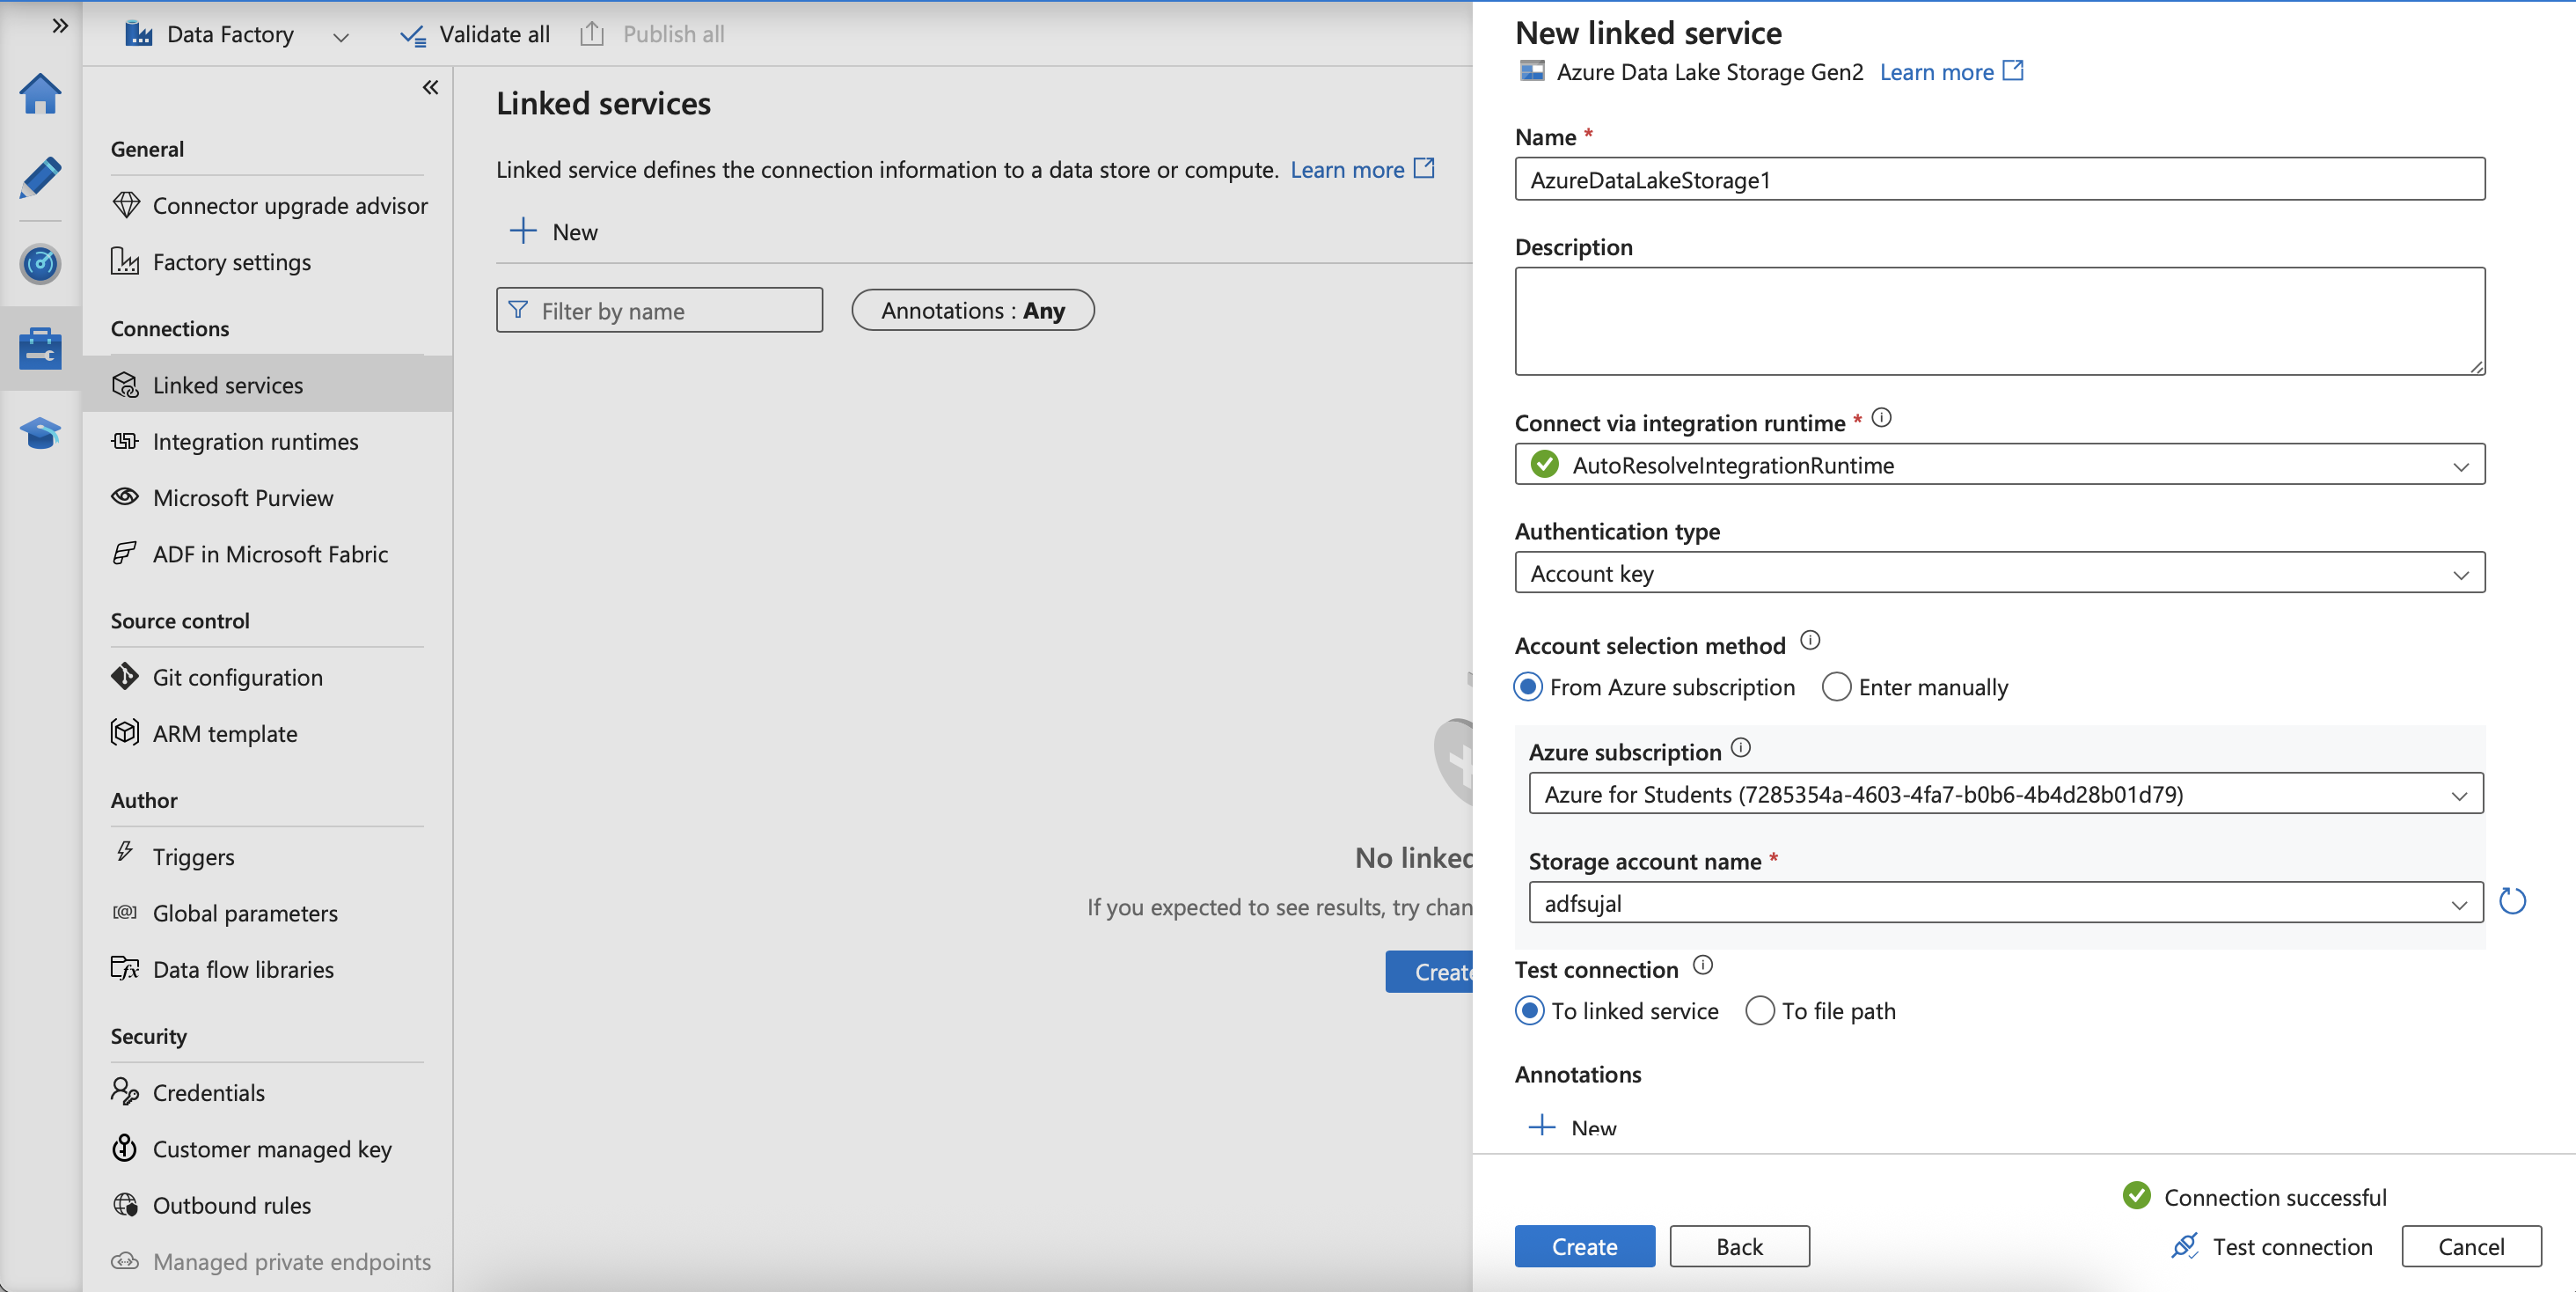 Data Factory
Validate all
Publish all
General
Connector upgrade advisor
Factory settings
Connections
Linked services
Integration runtimes
Microsoft Purview
ADF in Microsoft Fabric
Source control
Git configuration
ARM template
Author
Triggers
Global parameters
Data flow libraries
Security
Credentials
Customer managed key
Outbound rules
Managed private endpoints
Linked services
Linked service defines the connection information to a data store or compute. Learn more
New
Filter by name
Annotations : Any
No linked
If you expected to see results, try chan
Create
New linked service
Azure Data Lake Storage Gen2 Learn more
Name *
AzureDataLakeStorage1
Description
Connect via integration runtime *
AutoResolveIntegrationRuntime
Authentication type
Account key
Account selection method
From Azure subscription Enter manually
Azure subscription
Azure for Students (7285354a-4603-4fa7-b0b6-4b4d28b01d79)
Storage account name *
adfsujal
Test connection
To linked service To file path
Annotations
New
Connection successful
Create Back Test connection Cancel